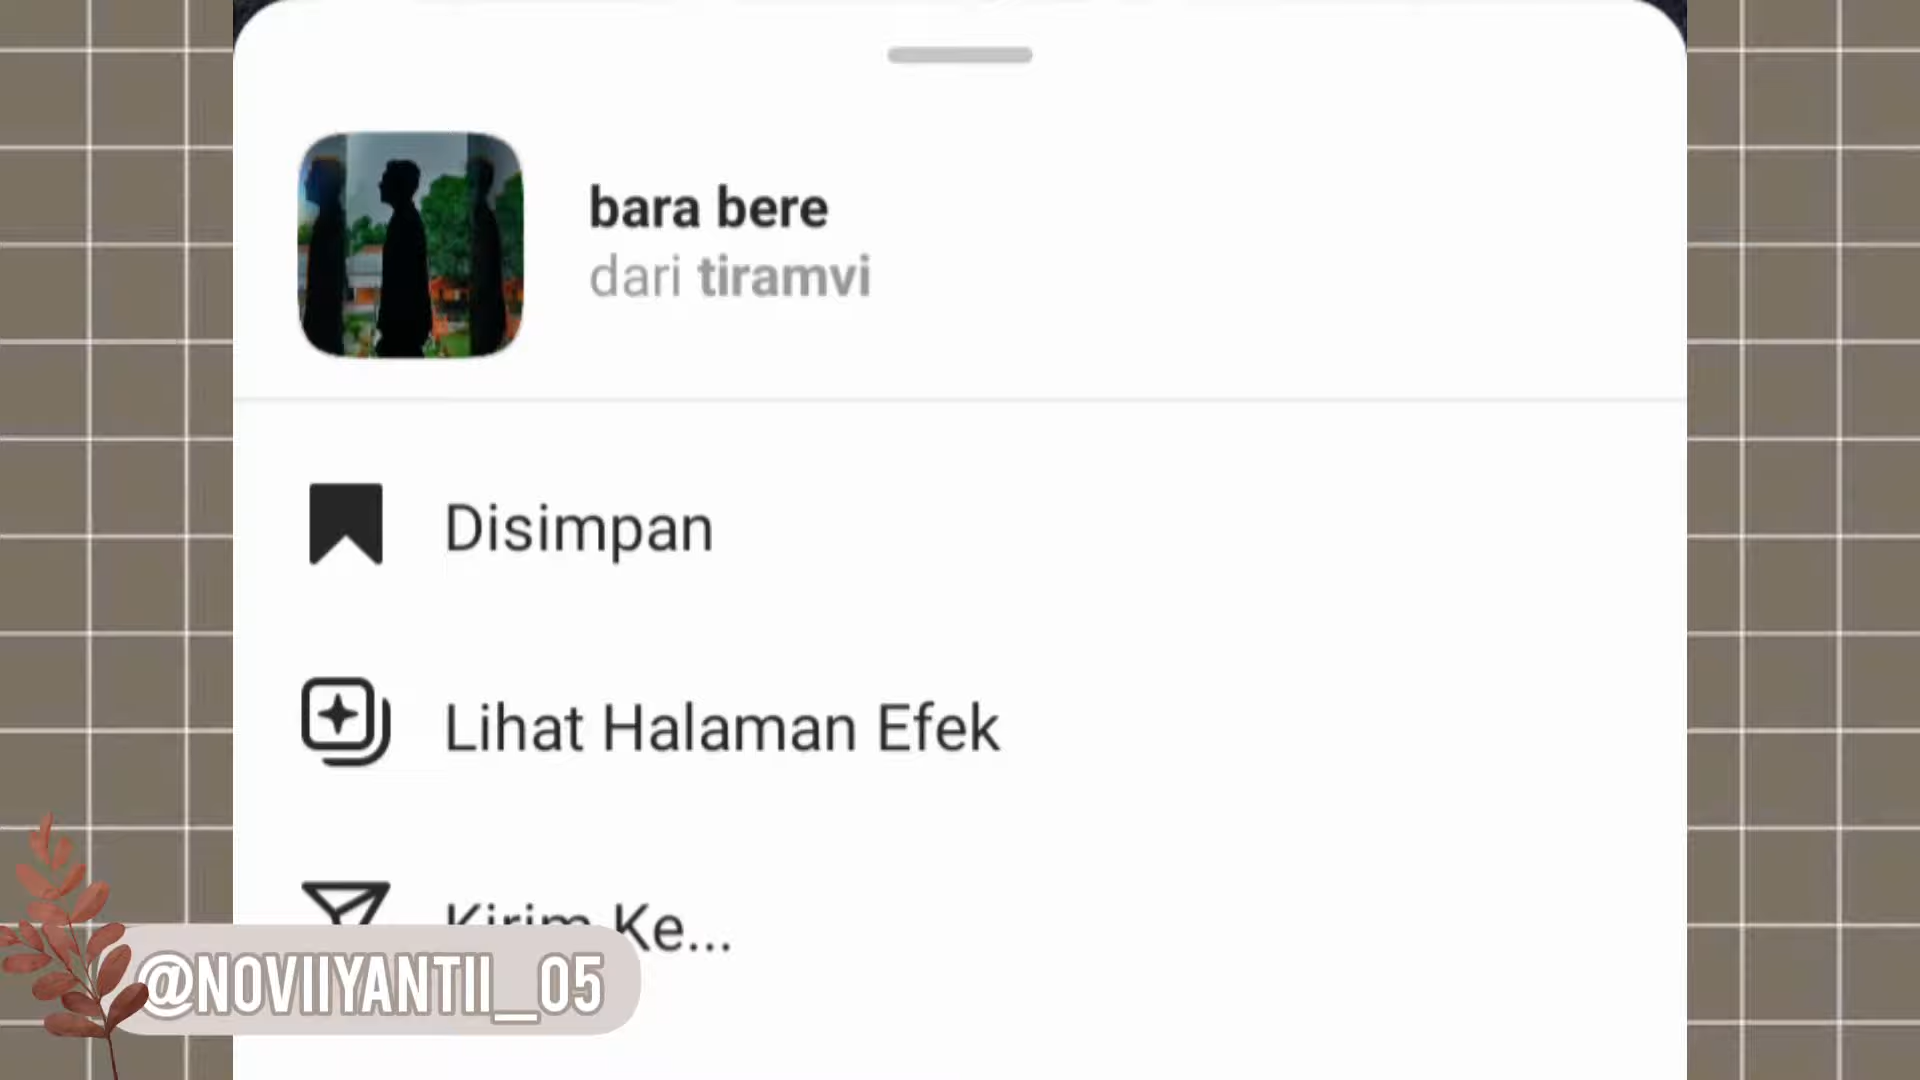 bara bere
dari tiramvi
Disimpan
Lihat Halaman Efek
Kirim Ke...
@NOVIIYANTII_05